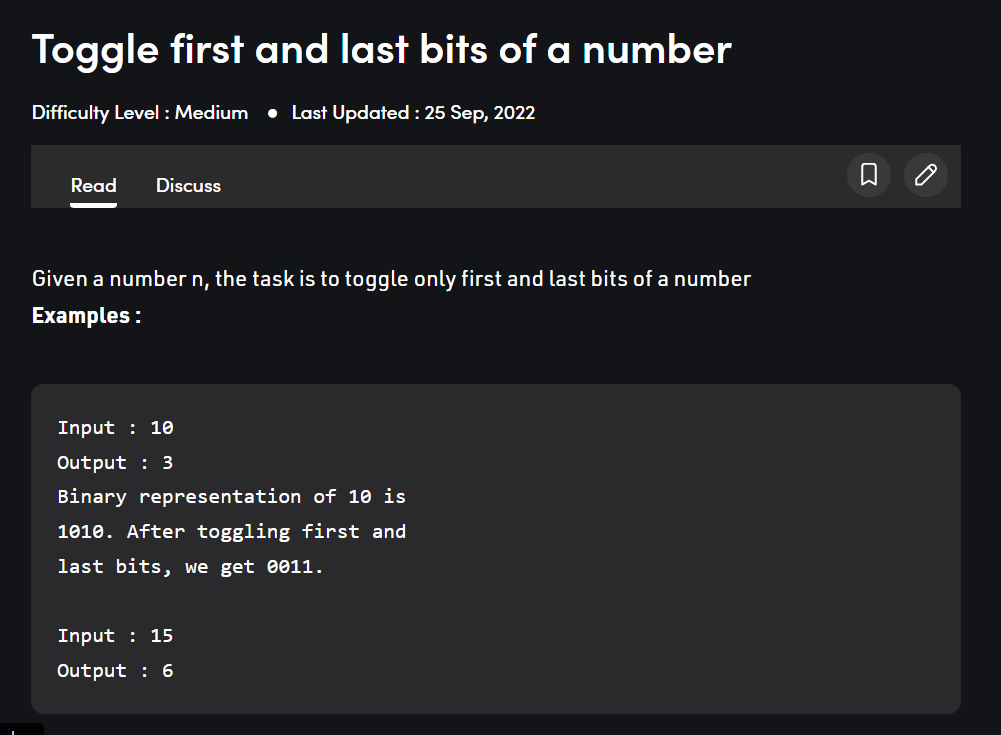 Toggle first and last bits of a number
Difficulty Level : Medium ● Last Updated : 25 Sep, 2022
Read Discuss
Given a number n, the task is to toggle only first and last bits of a number
Examples :
Input : 10
Output : 3
Binary representation of 10 is
1010. After toggling first and
last bits, we get 0011.
Input : 15
Output : 6